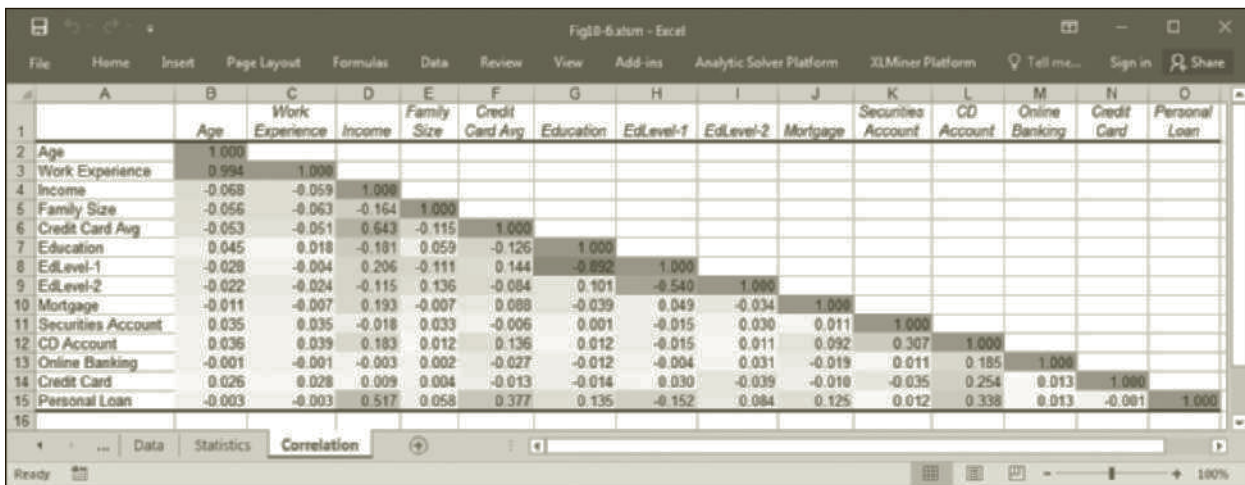 Fig10-6.xlsm - Excel
File Home Insert Page Layout Formulas Data Review View Add-ins Analytic Solver Platform XLMiner Platform Tell me... Sign in Share
A B C D E F G H I J K L M N O
1 Age Work Experience Income Family Size Credit Card Avg Education EdLevel-1 EdLevel-2 Mortgage Securities Account CD Account Online Banking Credit Card Personal Loan
2 Age 1.000
3 Work Experience 0.994 1.000
4 Income -0.068 -0.059 1.000
5 Family Size -0.056 -0.063 -0.164 1.000
6 Credit Card Avg -0.053 -0.051 0.643 -0.115 1.000
7 Education 0.045 0.018 -0.181 0.059 -0.126 1.000
8 EdLevel-1 -0.028 -0.004 0.206 -0.111 0.144 -0.892 1.000
9 EdLevel-2 -0.022 -0.024 -0.115 0.136 -0.084 0.101 -0.540 1.000
10 Mortgage -0.011 -0.007 0.193 -0.007 0.088 -0.039 0.049 -0.034 1.000
11 Securities Account 0.035 0.035 -0.018 0.033 -0.006 0.001 -0.015 0.030 0.011 1.000
12 CD Account 0.036 0.039 0.183 0.012 0.136 0.012 -0.015 0.011 0.092 0.307 1.000
13 Online Banking -0.001 -0.001 -0.003 0.002 -0.027 -0.012 -0.004 0.031 -0.019 0.011 0.185 1.000
14 Credit Card 0.026 0.028 0.009 0.004 -0.013 -0.014 0.030 -0.039 -0.010 -0.035 0.254 0.013 1.000
15 Personal Loan -0.003 -0.003 0.517 0.058 0.377 0.135 -0.152 0.084 0.125 0.012 0.338 0.013 -0.001 1.000
16
... Data Statistics Correlation
Ready 100%